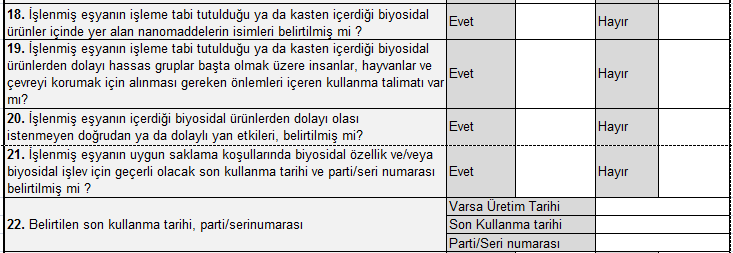 18. İşlenmiş eşyanın işleme tabi tutulduğu ya da kasten içerdiği biyosidal
ürünler içinde yer alan nanomaddelerin isimleri belirtilmiş mi ?
Evet
Hayır
19. İşlenmiş eşyanın işleme tabi tutulduğu ya da kasten içerdiği biyosidal
ürünlerden dolayı hassas gruplar başta olmak üzere insanlar, hayvanlar ve
çevreyi korumak için alınması gereken önlemleri içeren kullanma talimatı var
mı?
Evet
Hayır
20. İşlenmiş eşyanın içerdiği biyosidal ürünlerden dolayı olası
istenmeyen doğrudan ya da dolaylı yan etkileri, belirtilmiş mi?
Evet
Hayır
21. İşlenmiş eşyanın uygun saklama koşullarında biyosidal özellik ve/veya
biyosidal işlev için geçerli olacak son kullanma tarihi ve parti/seri numarası
belirtilmiş mi ?
Evet
Hayır
22. Belirtilen son kullanma tarihi, parti/serinumarası
Varsa Üretim Tarihi
Son Kullanma tarihi
Parti/Seri numarası